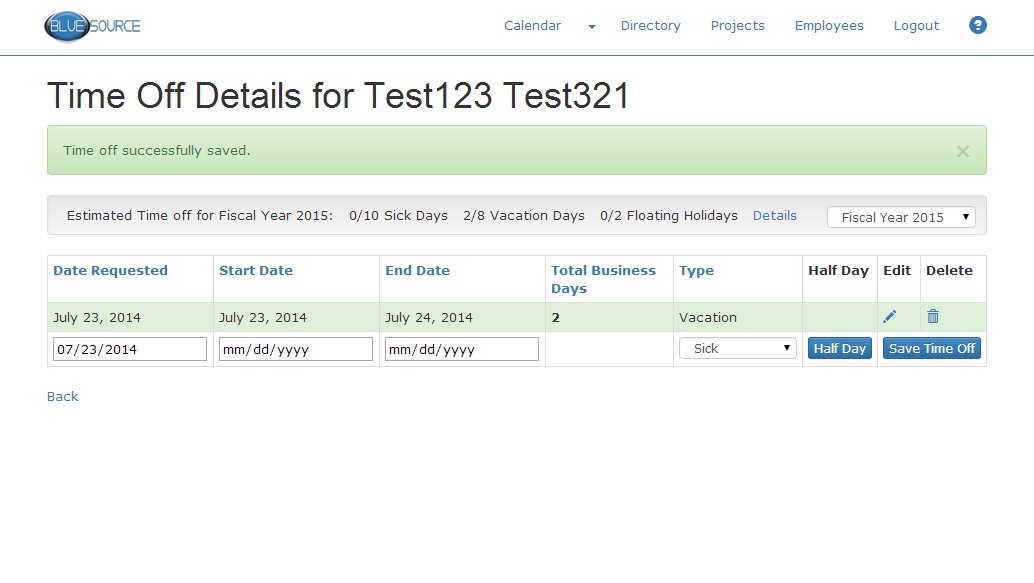 BLUESOURCE Calendar Directory Projects Employees Logout ?
Time Off Details for Test123 Test321
Time off successfully saved. ×
Estimated Time off for Fiscal Year 2015: 0/10 Sick Days 2/8 Vacation Days 0/2 Floating Holidays Details Fiscal Year 2015
Date Requested Start Date End Date Total Business Days Type Half Day Edit Delete
July 23, 2014 July 23, 2014 July 24, 2014 2 Vacation
07/23/2014 mm/dd/yyyy mm/dd/yyyy Sick Half Day Save Time Off
Back